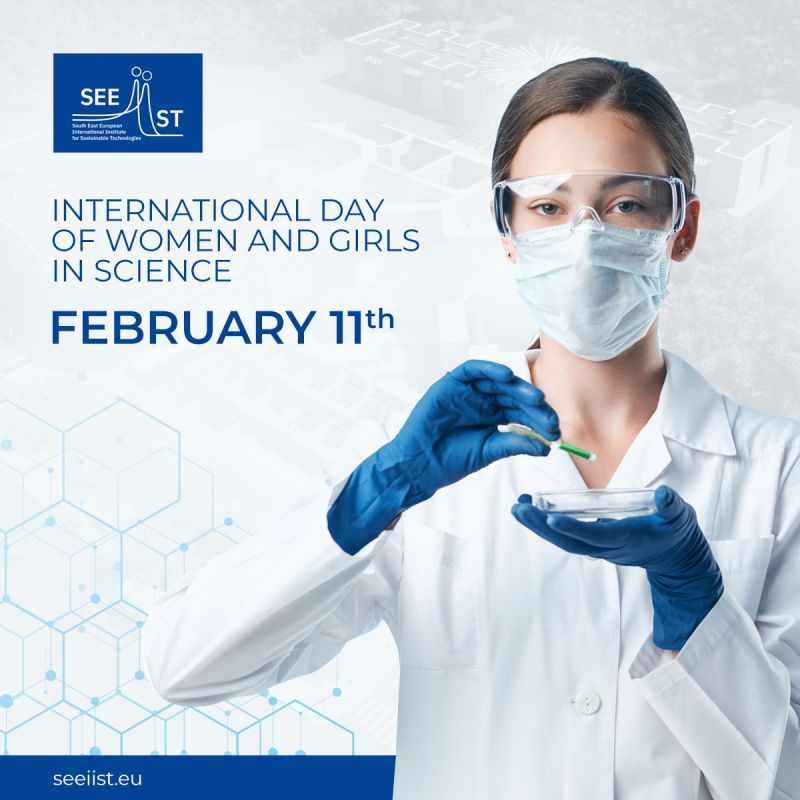 SEE
IST
South East European
International Institute
for Sustainable Technologies
INTERNATIONAL DAY
OF WOMEN AND GIRLS
IN SCIENCE
FEBRUARY 11th
seeiist.eu